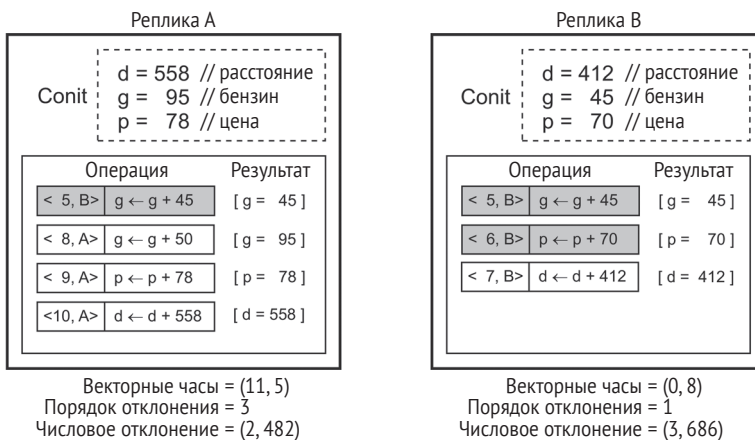 Реплика A
Conit
d = 558 // расстояние
g = 95 // бензин
p = 78 // цена
Операция Результат
< 5, B> g ← g + 45 [ g = 45 ]
< 8, A> g ← g + 50 [ g = 95 ]
< 9, A> p ← p + 78 [ p = 78 ]
<10, A> d ← d + 558 [ d = 558 ]
Векторные часы = (11, 5)
Порядок отклонения = 3
Числовое отклонение = (2, 482)
Реплика B
Conit
d = 412 // расстояние
g = 45 // бензин
p = 70 // цена
Операция Результат
< 5, B> g ← g + 45 [ g = 45 ]
< 6, B> p ← p + 70 [ p = 70 ]
< 7, B> d ← d + 412 [ d = 412 ]
Векторные часы = (0, 8)
Порядок отклонения = 1
Числовое отклонение = (3, 686)